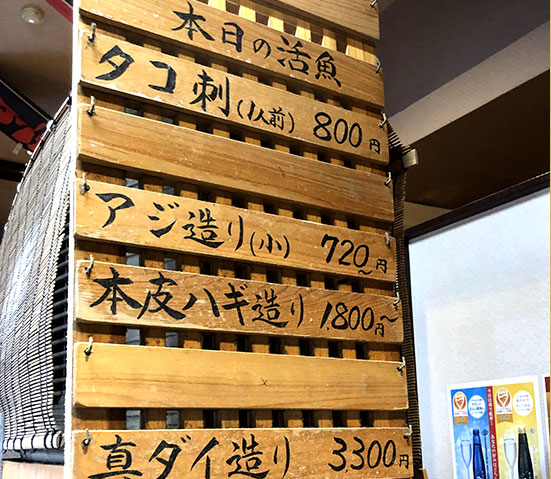 本日の活魚
タコ刺(1人前) 800円
アジ造り(小) 720円〜
本皮ハギ造り 1,800円〜
真ダイ造り 3,300円